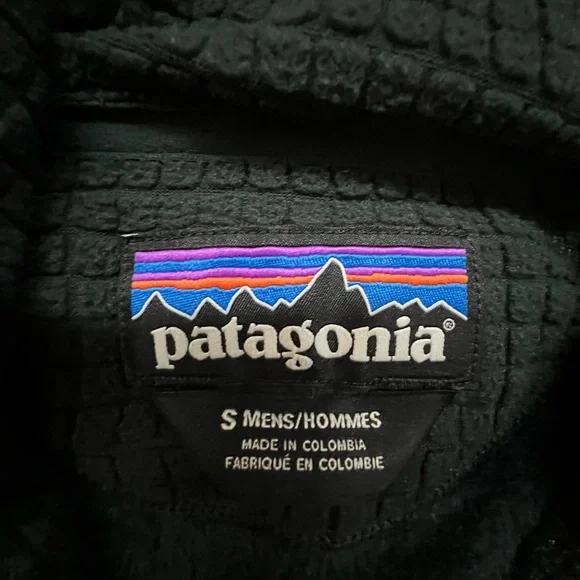 patagonia®
S MENS/HOMMES
MADE IN COLOMBIA
FABRIQUÉ EN COLOMBIE